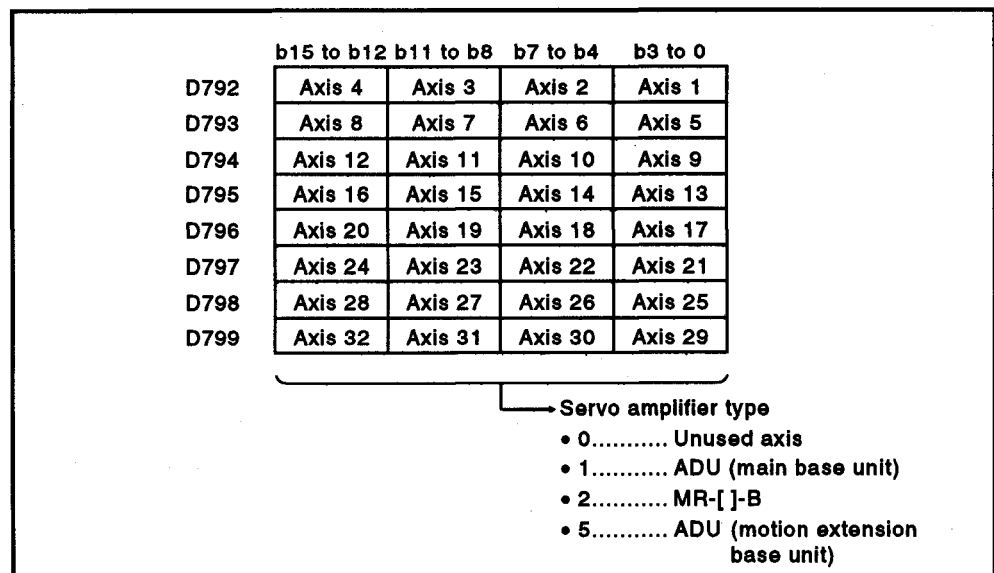 b15 to b12 b11 to b8 b7 to b4 b3 to 0
D792 Axis 4 Axis 3 Axis 2 Axis 1
D793 Axis 8 Axis 7 Axis 6 Axis 5
D794 Axis 12 Axis 11 Axis 10 Axis 9
D795 Axis 16 Axis 15 Axis 14 Axis 13
D796 Axis 20 Axis 19 Axis 18 Axis 17
D797 Axis 24 Axis 23 Axis 22 Axis 21
D798 Axis 28 Axis 27 Axis 26 Axis 25
D799 Axis 32 Axis 31 Axis 30 Axis 29
Servo amplifier type
• 0........... Unused axis
• 1........... ADU (main base unit)
• 2........... MR-[ ]-B
• 5........... ADU (motion extension
base unit)